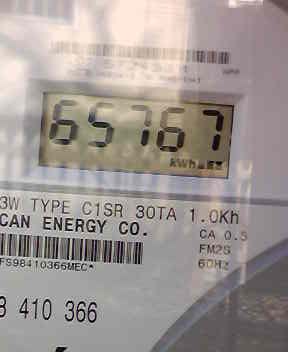 65767
kWh
3W TYPE C1SR 30TA 1.0Kh
CAN ENERGY CO.
CA 0.5
FM2S
FS98410366MEC*
60HZ
8 410 366